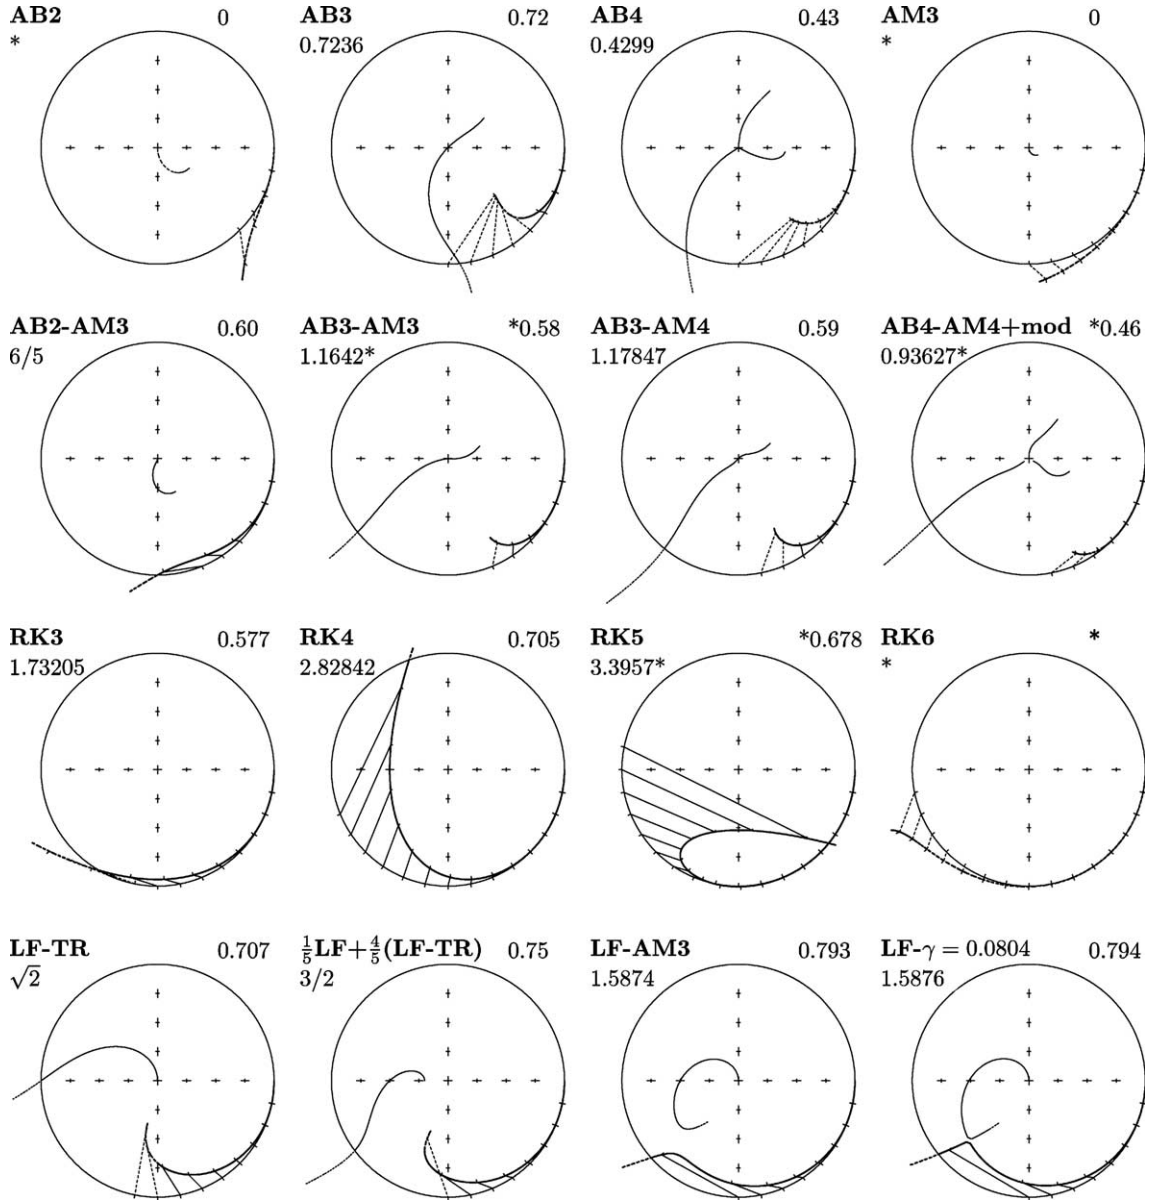 AB2 0
*
AB3 0.72
0.7236
AB4 0.43
0.4299
AM3 0
*
AB2-AM3 0.60
6/5
AB3-AM3 *0.58
1.1642*
AB3-AM4 0.59
1.17847
AB4-AM4+mod *0.46
0.93627*
RK3 0.577
1.73205
RK4 0.705
2.82842
RK5 *0.678
3.3957*
RK6 *
*
LF-TR 0.707
√2
1/5LF+4/5(LF-TR) 0.75
3/2
LF-AM3 0.793
1.5874
LF-γ = 0.0804 0.794
1.5876